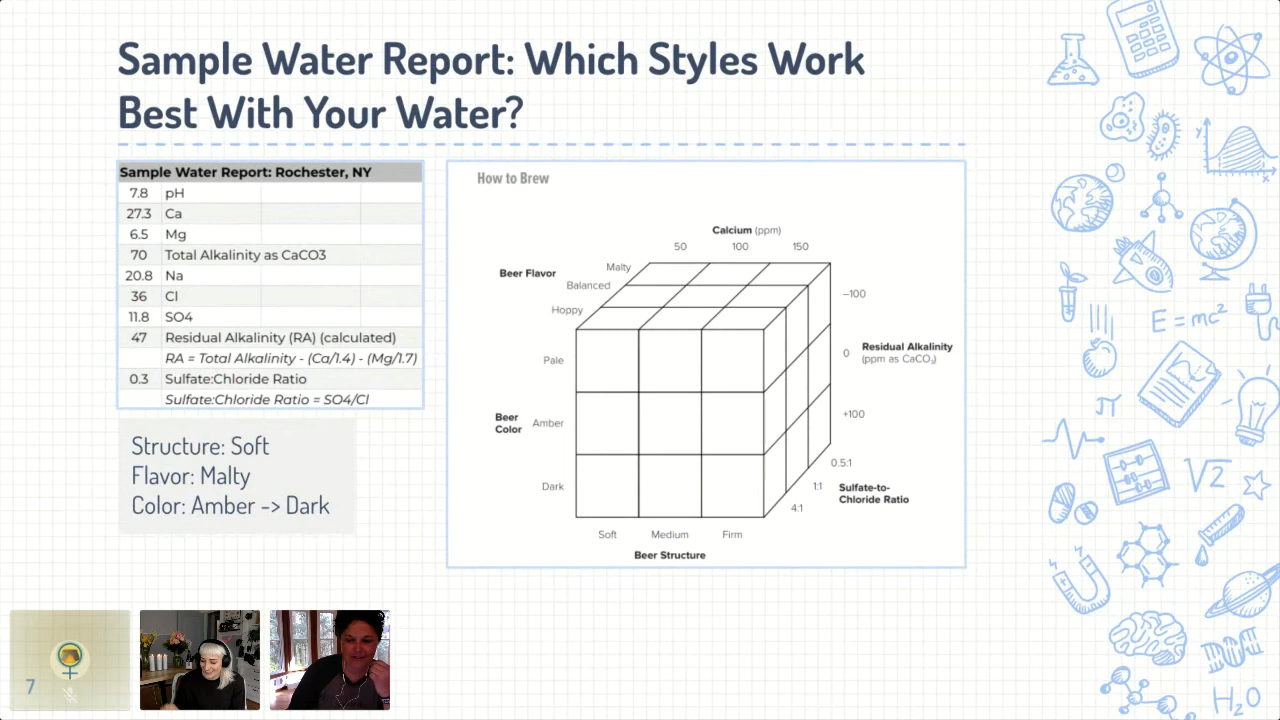 Sample Water Report: Which Styles Work
Best With Your Water?
Sample Water Report: Rochester, NY
7.8 pH
27.3 Ca
6.5 Mg
70 Total Alkalinity as CaCO3
20.8 Na
36 Cl
11.8 SO4
47 Residual Alkalinity (RA) (calculated)
RA = Total Alkalinity - (Ca/1.4) - (Mg/1.7)
0.3 Sulfate:Chloride Ratio
Sulfate:Chloride Ratio = SO4/Cl
Structure: Soft
Flavor: Malty
Color: Amber -> Dark
How to Brew
Calcium (ppm)
50 100 150
Beer Flavor
Malty
Balanced
Hoppy
Pale
Beer
Color
Amber
Dark
Soft Medium Firm
Beer Structure
–100
0
+100
Residual Alkalinity
(ppm as CaCO₃)
0.5:1
1:1
4:1
Sulfate-to-
Chloride Ratio
7
y
x
E=mc²
π
√2
H₂O